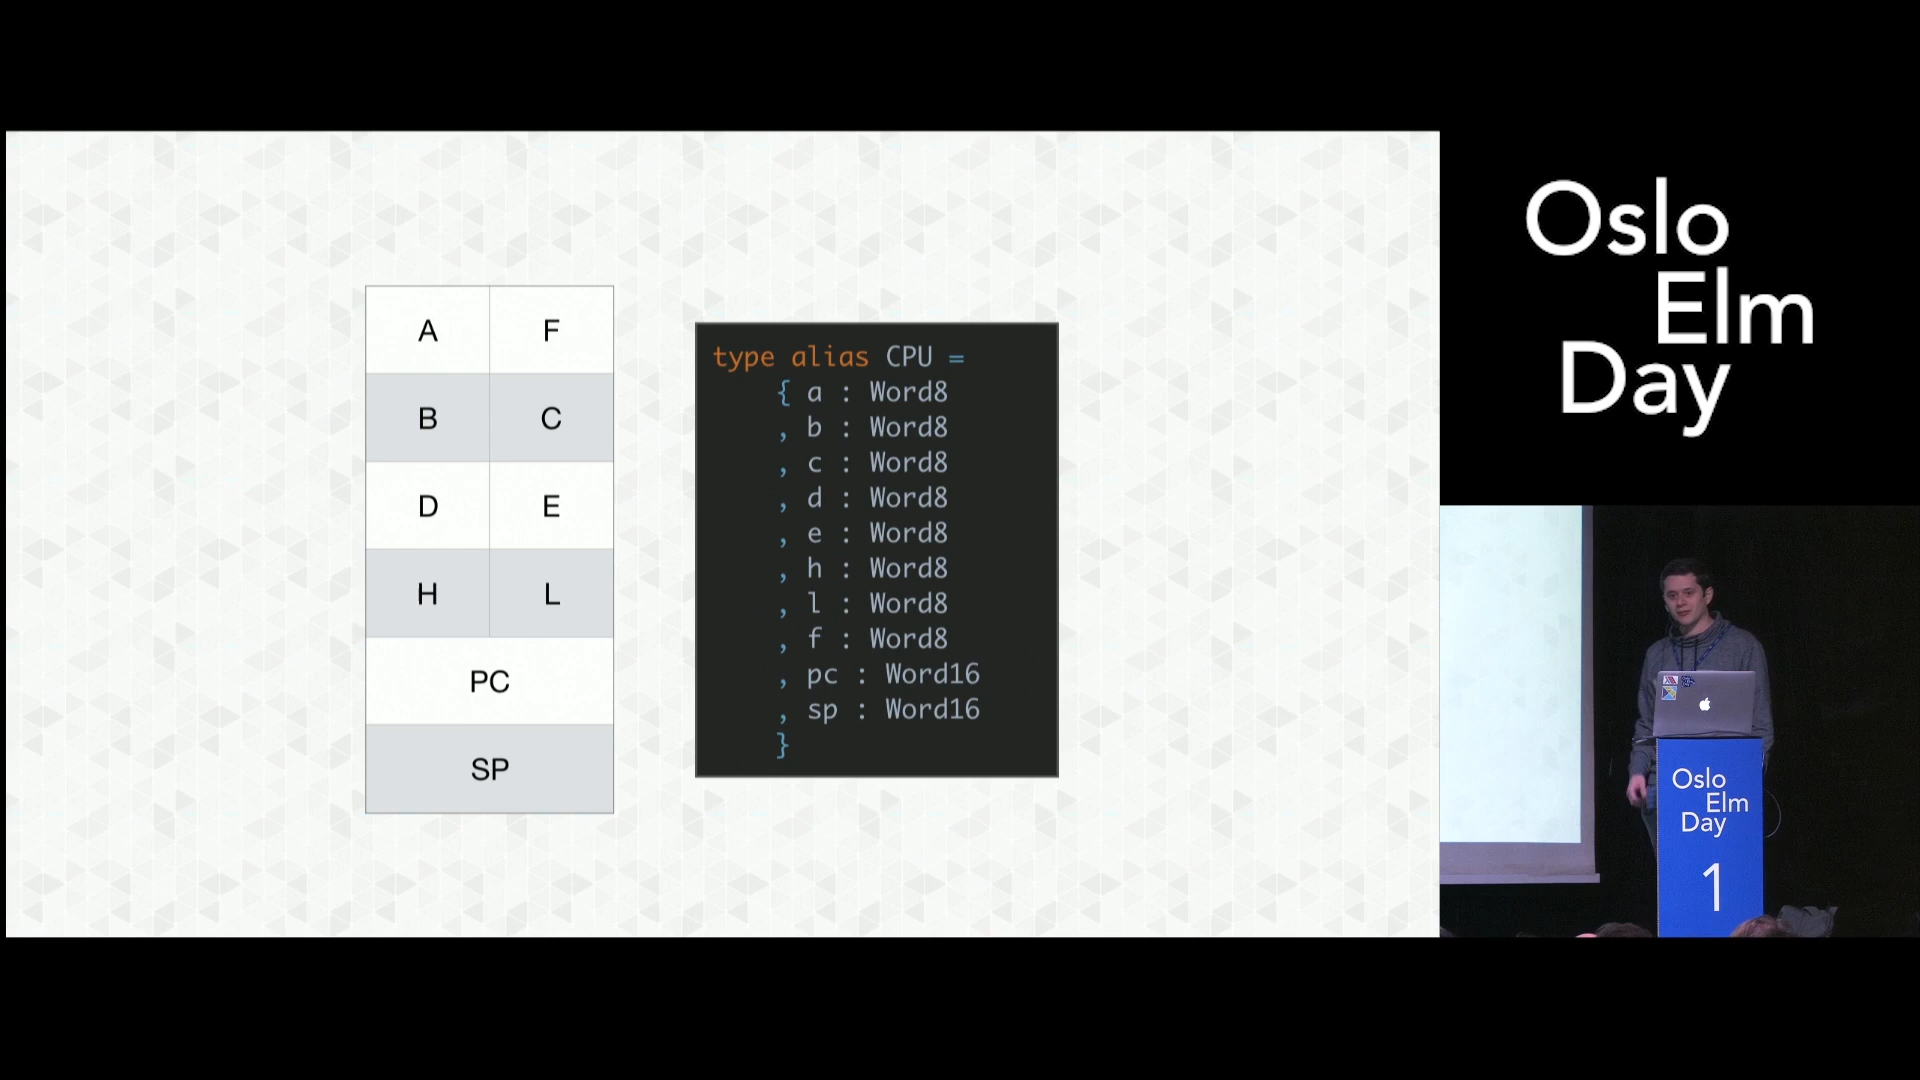 A F
B C
D E
H L
PC
SP
type alias CPU =
{ a : Word8
, b : Word8
, c : Word8
, d : Word8
, e : Word8
, h : Word8
, l : Word8
, f : Word8
, pc : Word16
, sp : Word16
}
Oslo
Elm
Day
Oslo
Elm
Day
1